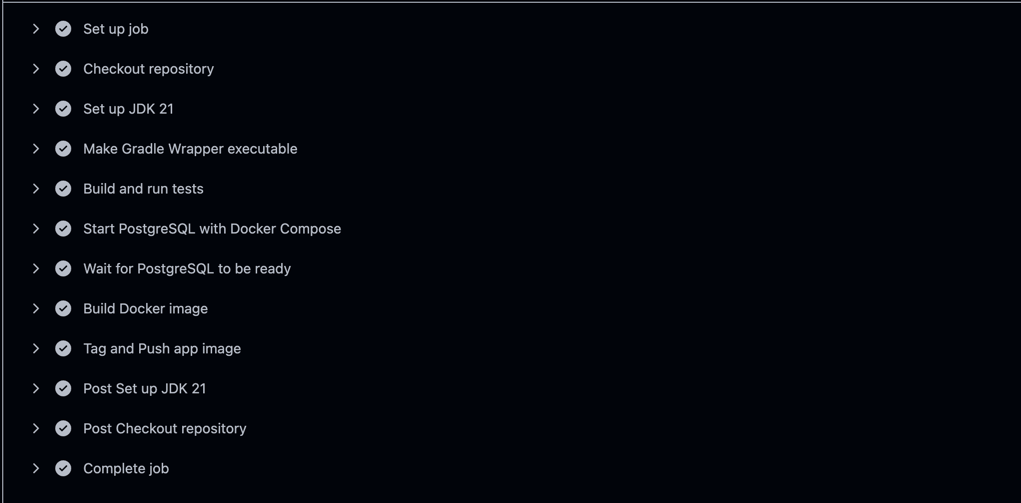 Set up job
Checkout repository
Set up JDK 21
Make Gradle Wrapper executable
Build and run tests
Start PostgreSQL with Docker Compose
Wait for PostgreSQL to be ready
Build Docker image
Tag and Push app image
Post Set up JDK 21
Post Checkout repository
Complete job